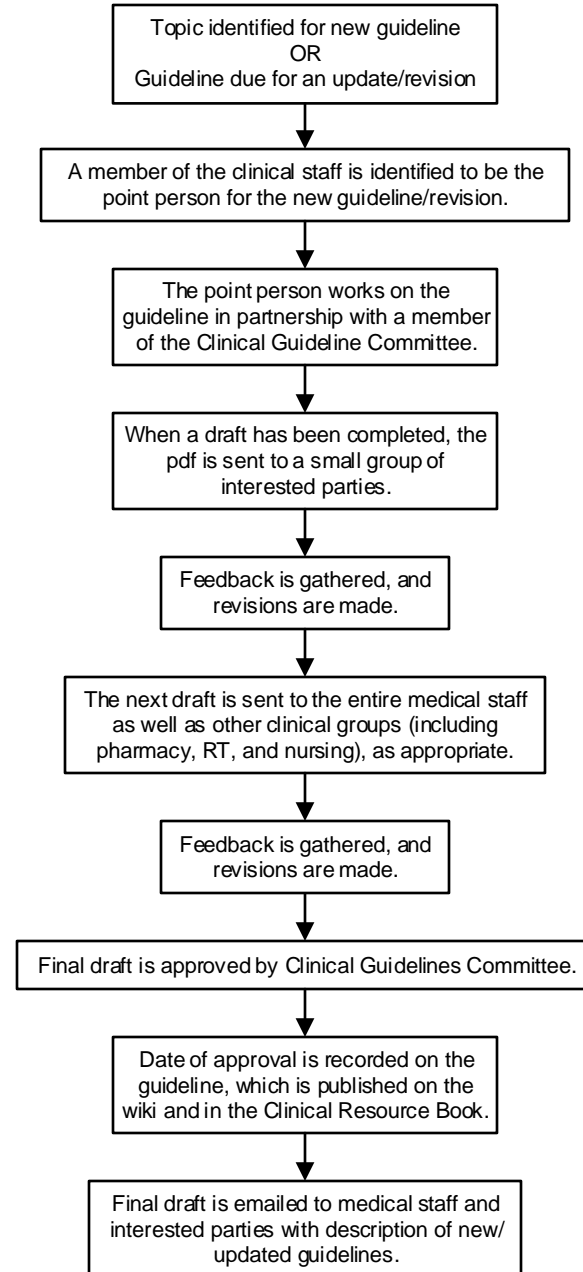 Topic identified for new guideline
OR
Guideline due for an update/revision
A member of the clinical staff is identified to be the
point person for the new guideline/revision.
The point person works on the
guideline in partnership with a member
of the Clinical Guideline Committee.
When a draft has been completed, the
pdf is sent to a small group of
interested parties.
Feedback is gathered, and
revisions are made.
The next draft is sent to the entire medical staff
as well as other clinical groups (including
pharmacy, RT, and nursing), as appropriate.
Feedback is gathered, and
revisions are made.
Final draft is approved by Clinical Guidelines Committee.
Date of approval is recorded on the
guideline, which is published on the
wiki and in the Clinical Resource Book.
Final draft is emailed to medical staff and
interested parties with description of new/
updated guidelines.